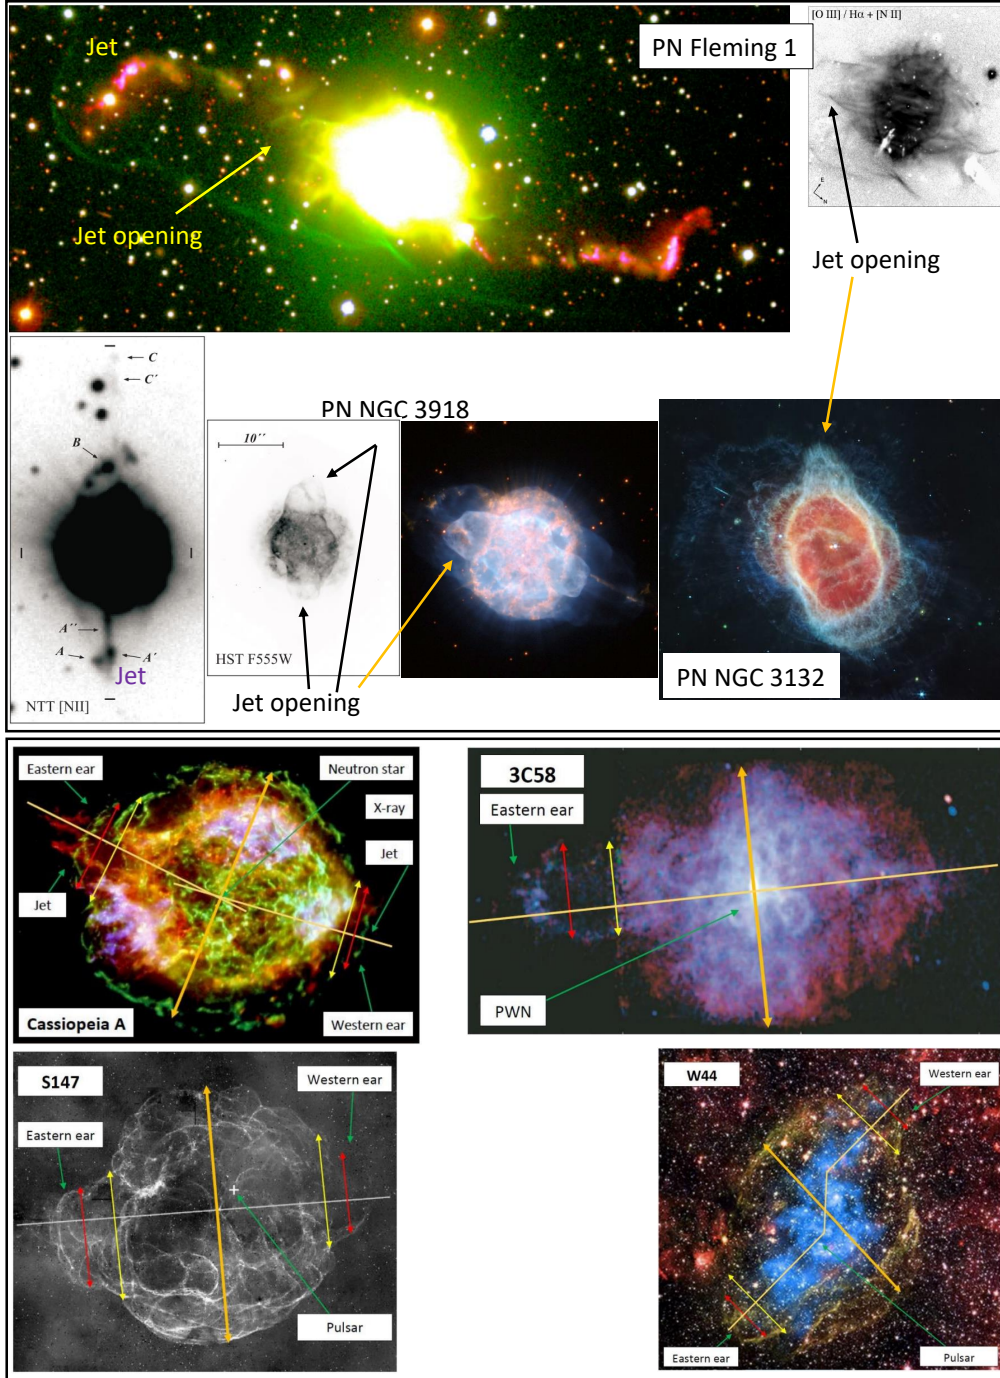 Jet
PN Fleming 1
[O III] / Hα + [N II]
E
N
Jet opening
Jet opening
C
C´
B
A´´
A
A´
Jet
NTT [NII]
PN NGC 3918
10´´
HST F555W
Jet opening
PN NGC 3132
Eastern ear
Neutron star
X-ray
Jet
Jet
Cassiopeia A
Western ear
3C58
Eastern ear
PWN
S147
Western ear
Eastern ear
Pulsar
W44
Western ear
Eastern ear
Pulsar